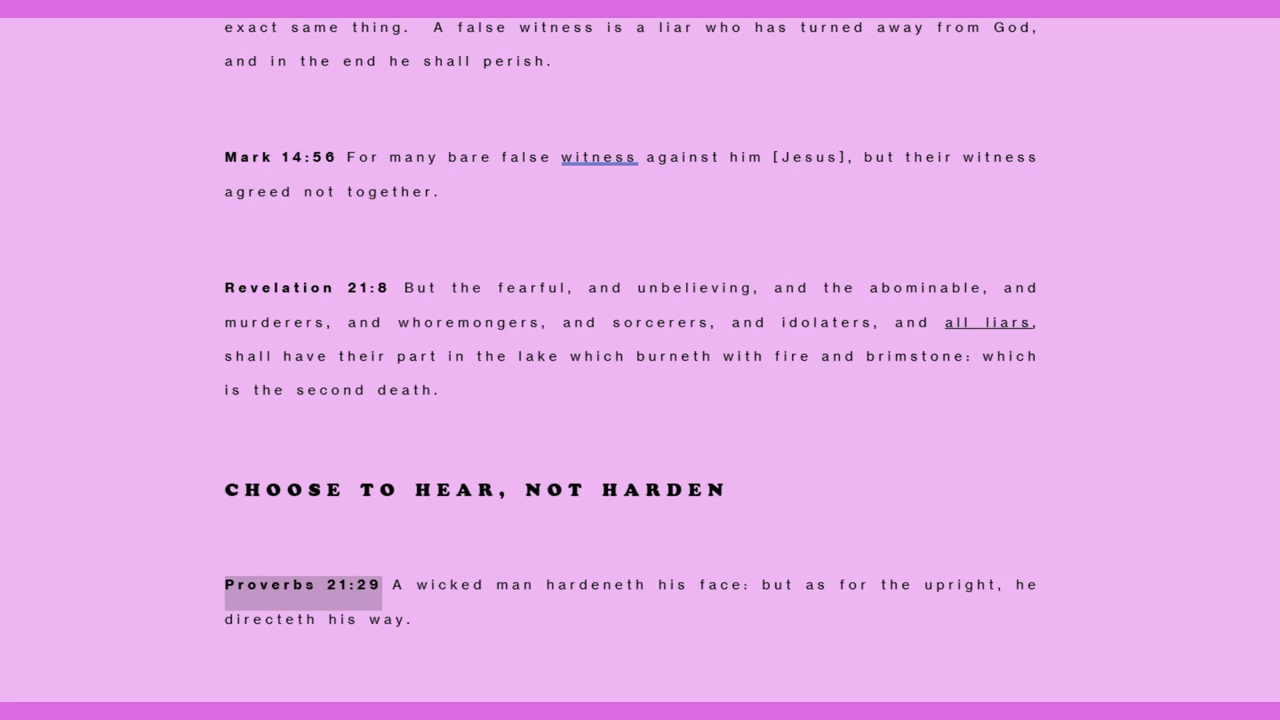 exact same thing. A false witness is a liar who has turned away from God,
and in the end he shall perish.
Mark 14:56 For many bare false witness against him [Jesus], but their witness
agreed not together.
Revelation 21:8 But the fearful, and unbelieving, and the abominable, and
murderers, and whoremongers, and sorcerers, and idolaters, and all liars,
shall have their part in the lake which burneth with fire and brimstone: which
is the second death.
CHOOSE TO HEAR, NOT HARDEN
Proverbs 21:29 A wicked man hardeneth his face: but as for the upright, he
directeth his way.